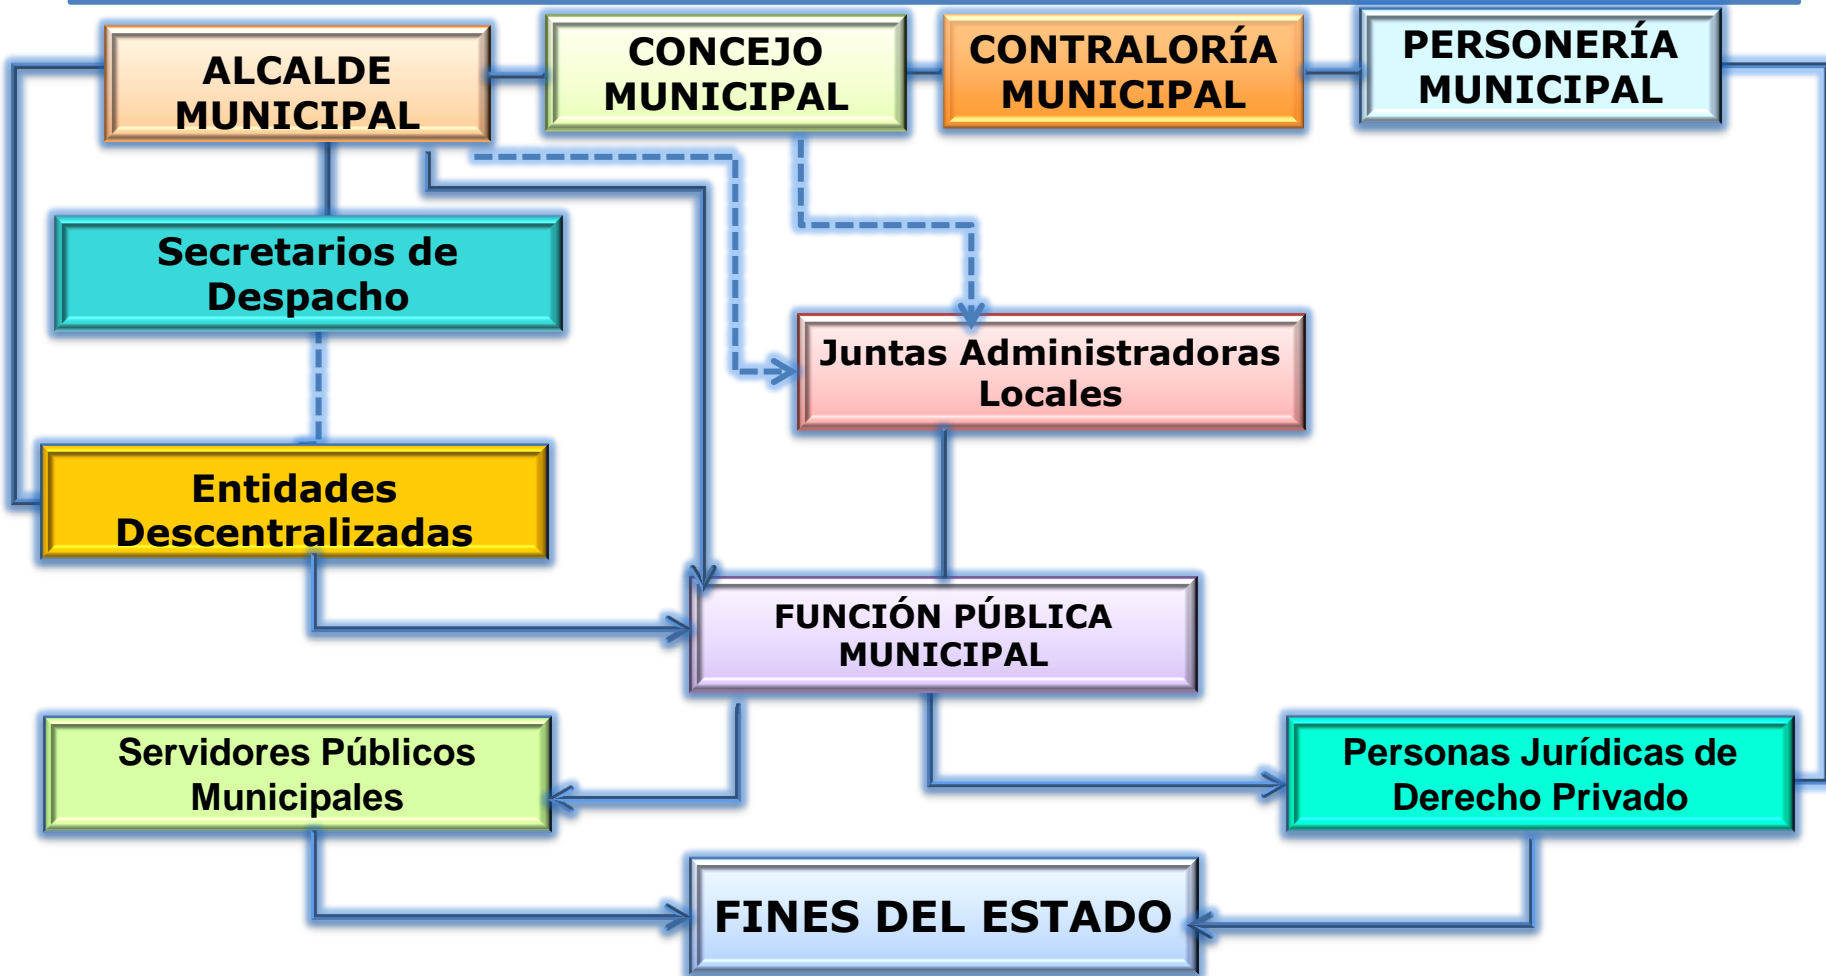 ALCALDE
MUNICIPAL
CONCEJO
MUNICIPAL
CONTRALORÍA
MUNICIPAL
PERSONERÍA
MUNICIPAL
Secretarios de
Despacho
Juntas Administradoras
Locales
Entidades
Descentralizadas
FUNCIÓN PÚBLICA
MUNICIPAL
Servidores Públicos
Municipales
Personas Jurídicas de
Derecho Privado
FINES DEL ESTADO